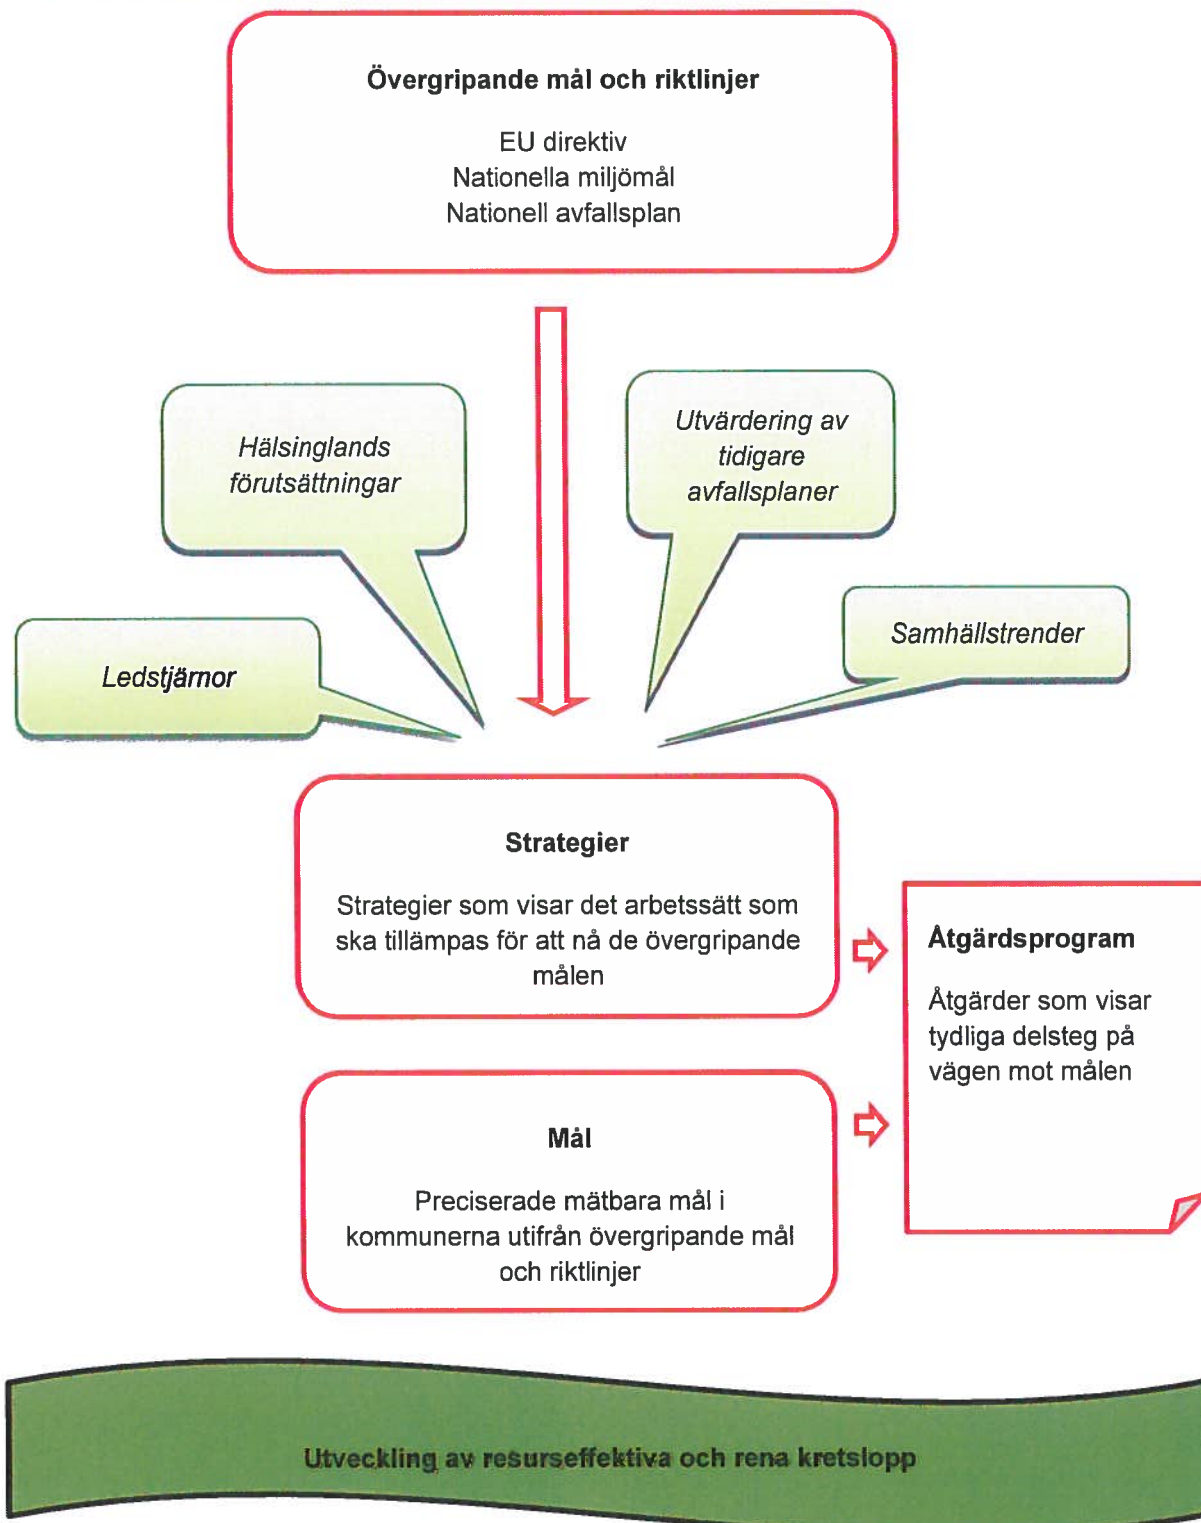 Övergripande mål och riktlinjer
EU direktiv
Nationella miljömål
Nationell avfallsplan
Hälsinglands
förutsättningar
Utvärdering av
tidigare
avfallsplaner
Ledstjärnor
Samhällstrender
Strategier
Strategier som visar det arbetssätt som
ska tillämpas för att nå de övergripande
målen
Åtgärdsprogram
Åtgärder som visar
tydliga delsteg på
vägen mot målen
Mål
Preciserade mätbara mål i
kommunerna utifrån övergripande mål
och riktlinjer
Utveckling av resurseffektiva och rena kretslopp